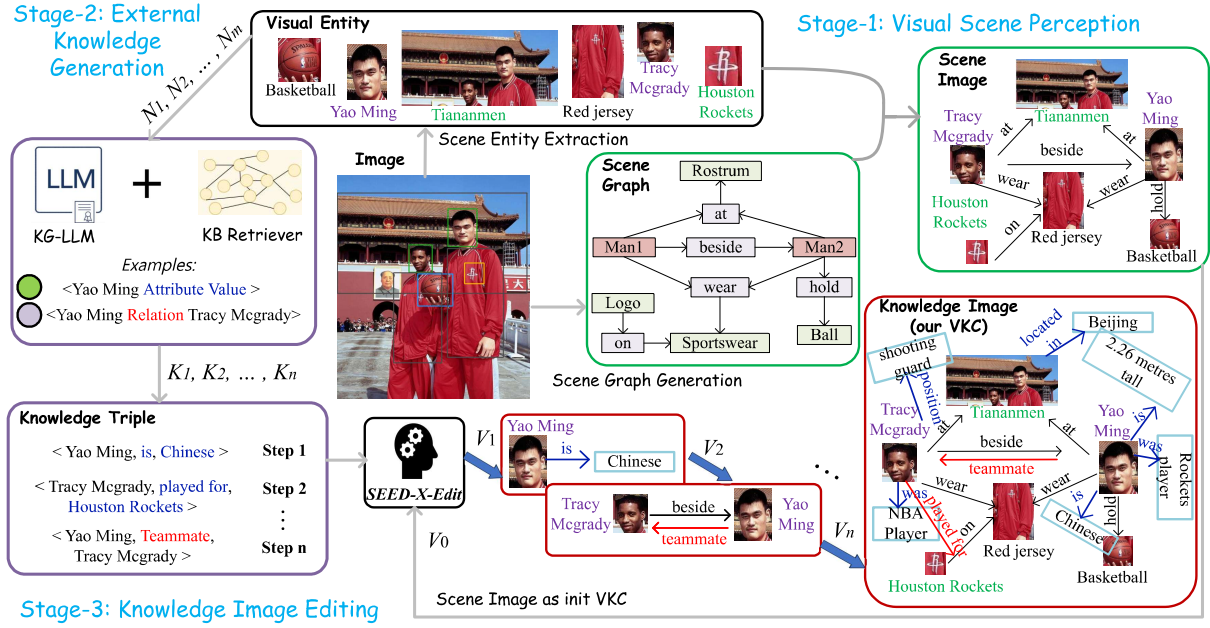 Stage-2: External
Knowledge
Generation
N1, N2, ... , Nm
Visual Entity
SPALDING
Basketball
Yao Ming
Tiananmen
Red jersey
Tracy
Mcgrady
Houston
Rockets
Scene Entity Extraction
Stage-1: Visual Scene Perception
Scene
Image
Tracy
Mcgrady
Tiananmen
Yao
Ming
at
at
beside
wear
wear
hold
Houston
Rockets
on
Red jersey
Basketball
LLM
KG-LLM
KB Retriever
Examples:
<Yao Ming Attribute Value >
<Yao Ming Relation Tracy Mcgrady>
K1, K2, ... , Kn
Image
Scene
Graph
Rostrum
at
Man1
beside
Man2
wear
hold
Logo
on
Sportswear
Ball
Scene Graph Generation
Knowledge Triple
< Yao Ming, is, Chinese >
Step 1
< Tracy Mcgrady, played for,
Houston Rockets >
Step 2
⋮
< Yao Ming, Teammate,
Tracy Mcgrady >
Step n
SEED-X-Edit
V0
V1
Yao Ming
is
Chinese
V2
Tracy
Mcgrady
beside
teammate
Yao
Ming
...
Vn
Knowledge Image
(our VKC)
located
in
Beijing
shooting
guard
position
2.26 metres
tall
Tracy
Mcgrady
Tiananmen
Yao
Ming
at
at
is
was
Rockets
player
beside
teammate
wear
wear
was
NBA
Player
played for
on
is
Chinese
hold
Red jersey
Houston Rockets
Basketball
Stage-3: Knowledge Image Editing
Scene Image as init VKC